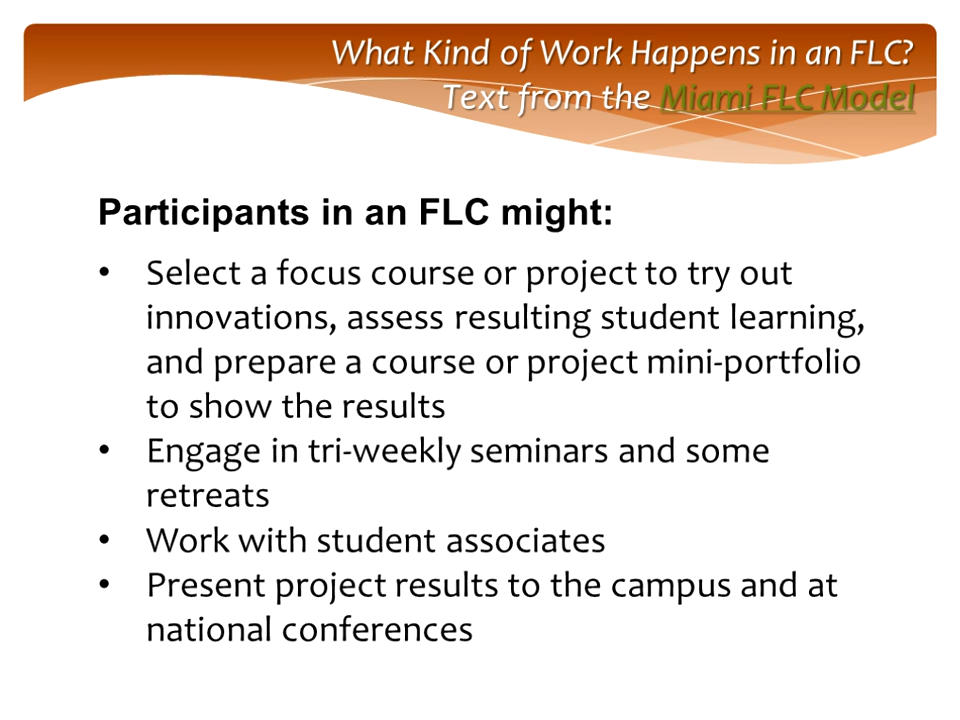 What Kind of Work Happens in an FLC?
Text from the Miami FLC Model
Participants in an FLC might:
• Select a focus course or project to try out
innovations, assess resulting student learning,
and prepare a course or project mini-portfolio
to show the results
• Engage in tri-weekly seminars and some
retreats
• Work with student associates
• Present project results to the campus and at
national conferences